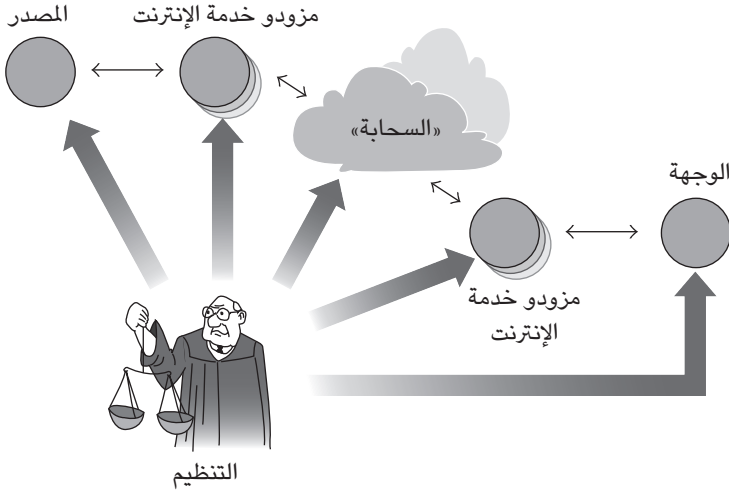 المصدر
مزودو خدمة الإنترنت
«السحابة»
الوجهة
مزودو خدمة
الإنترنت
التنظيم